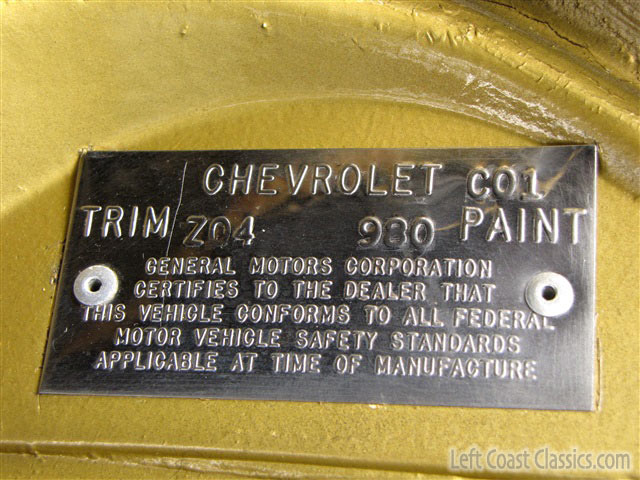 CHEVROLET C01
TRIM Z04 980 PAINT
GENERAL MOTORS CORPORATION
CERTIFIES TO THE DEALER THAT
THIS VEHICLE CONFORMS TO ALL FEDERAL
MOTOR VEHICLE SAFETY STANDARDS
APPLICABLE AT TIME OF MANUFACTURE
Left Coast Classics.com